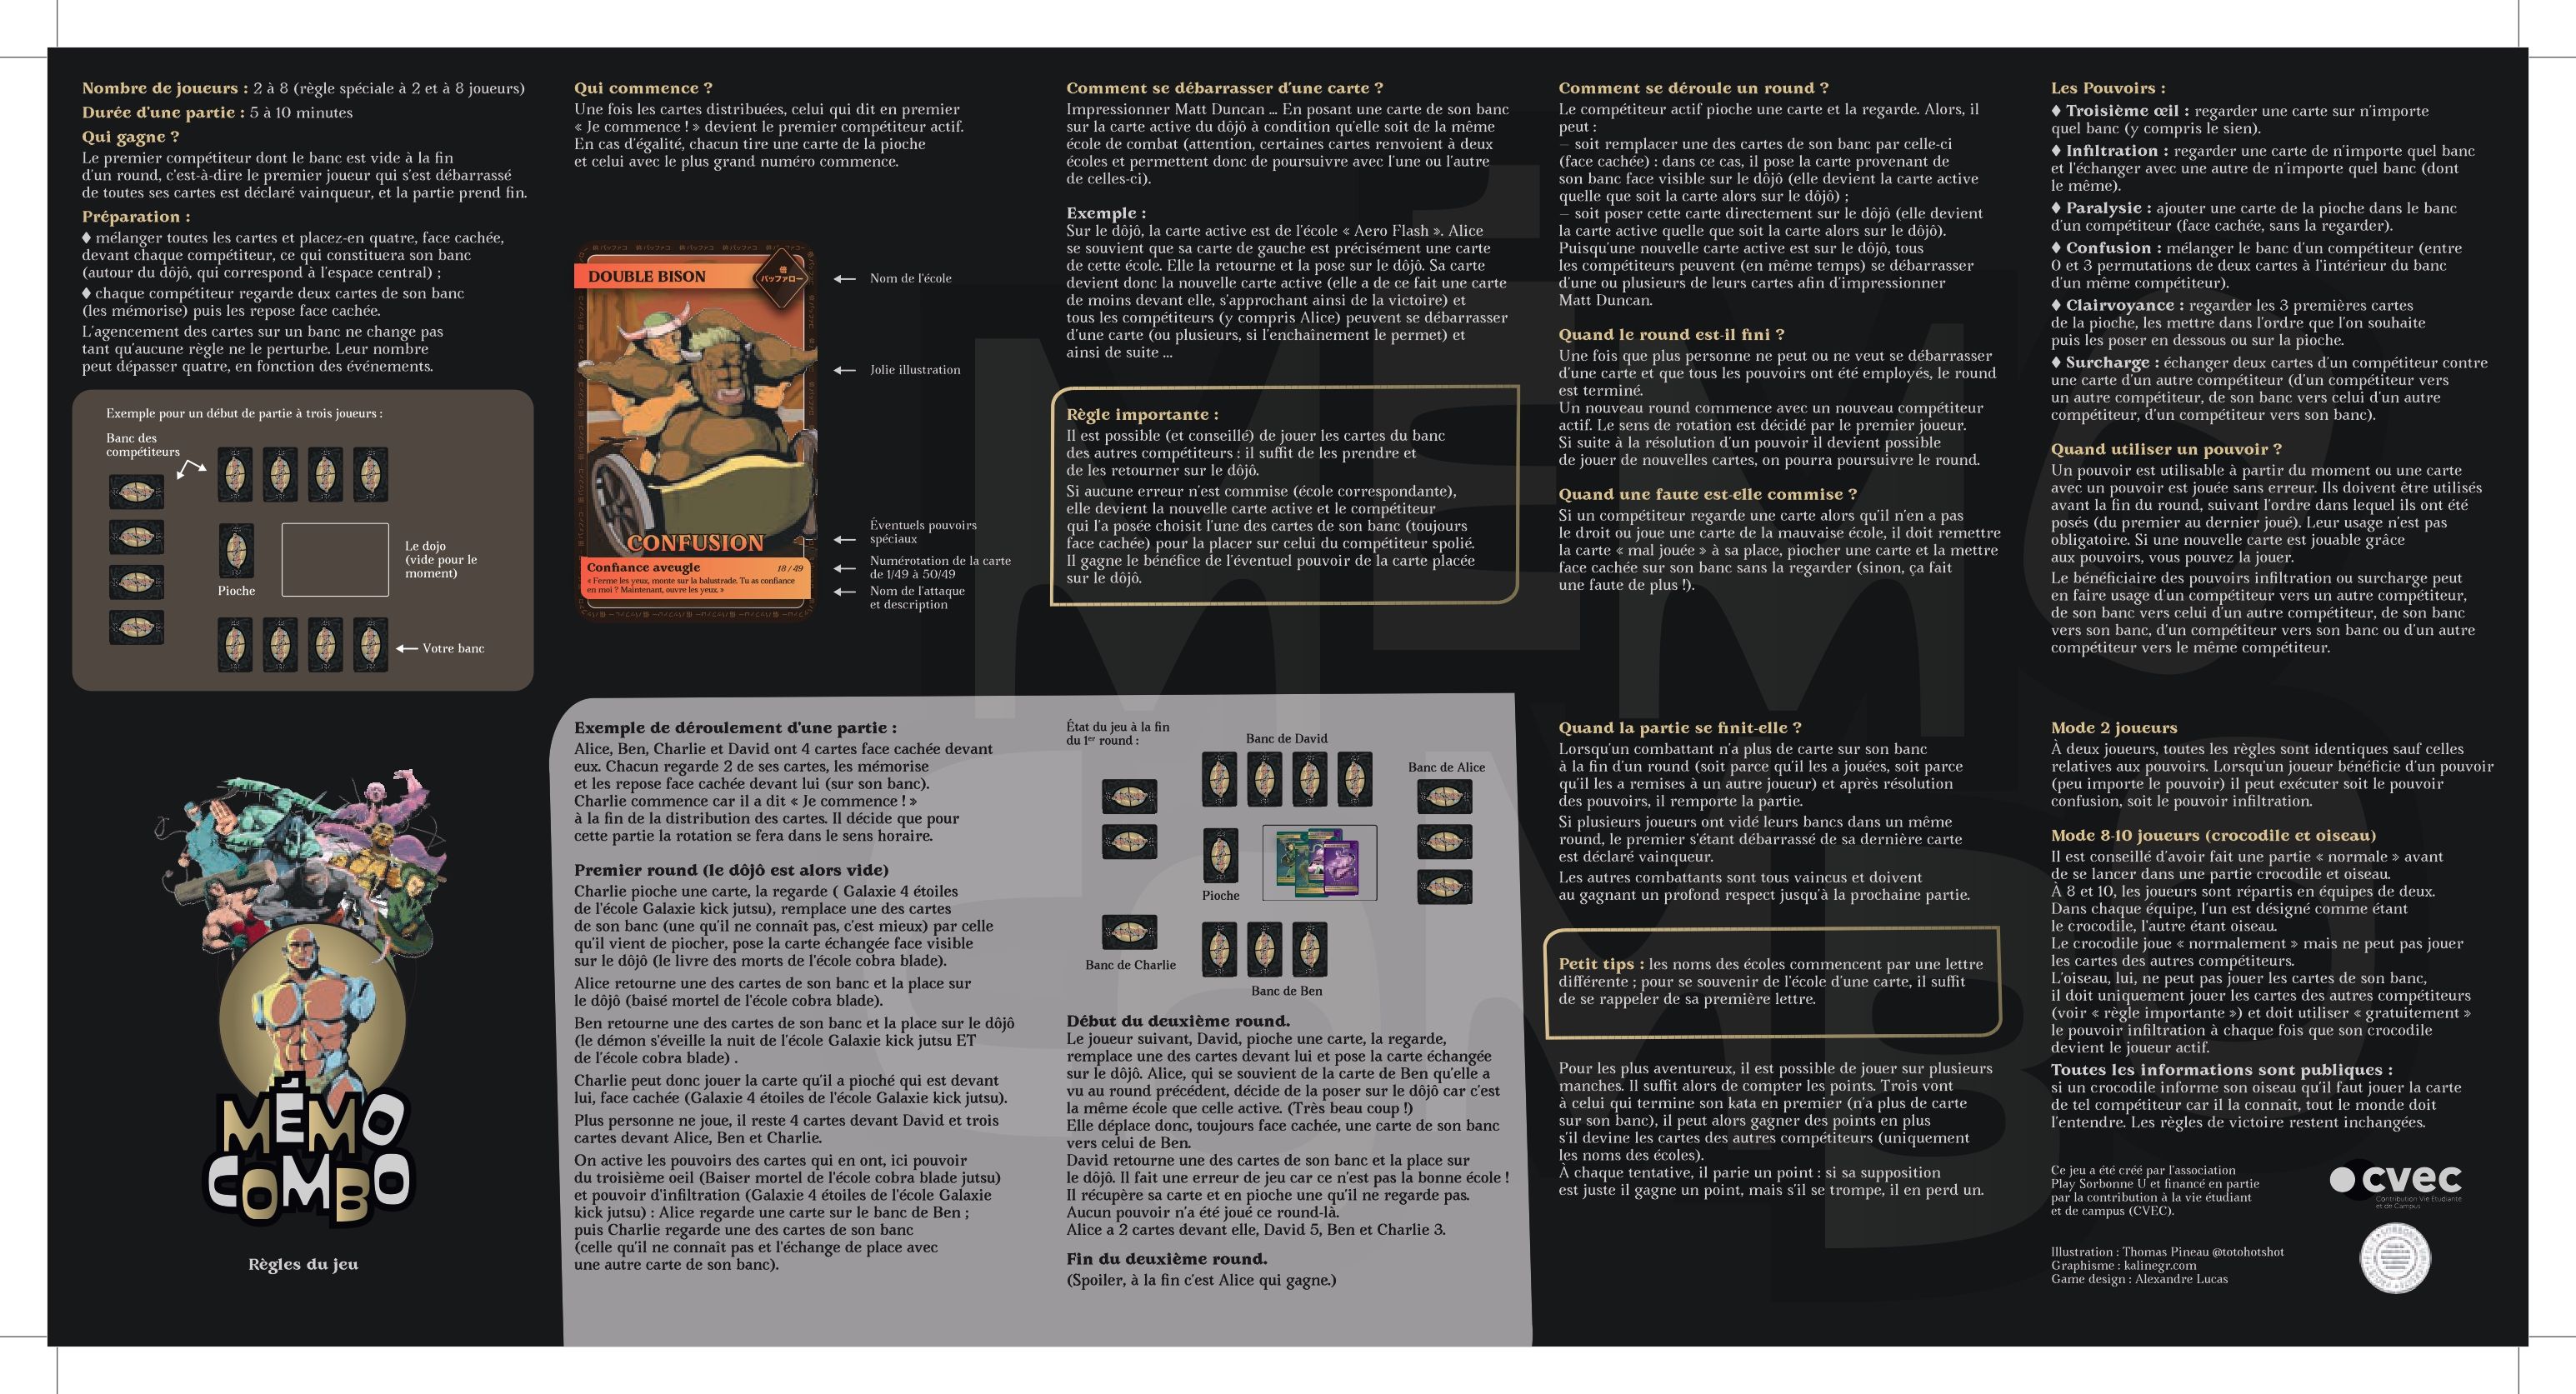 Nombre de joueurs : 2 à 8 (règle spéciale à 2 et à 8 joueurs)
Durée d'une partie : 5 à 10 minutes
Qui gagne ?
Le premier compétiteur dont le banc est vide à la fin
d'un round, c'est-à-dire le premier joueur qui s'est débarrassé
de toutes ses cartes est déclaré vainqueur, et la partie prend fin.
Préparation :
♦ mélanger toutes les cartes et placez-en quatre, face cachée,
devant chaque compétiteur, ce qui constituera son banc
(autour du dôjô, qui correspond à l'espace central) ;
♦ chaque compétiteur regarde deux cartes de son banc
(les mémorise) puis les repose face cachée.
L'agencement des cartes sur un banc ne change pas
tant qu'aucune règle ne le perturbe. Leur nombre
peut dépasser quatre, en fonction des événements.
Exemple pour un début de partie à trois joueurs :
Banc des
compétiteurs
Pioche
Le dojo
(vide pour le
moment)
Votre banc
Qui commence ?
Une fois les cartes distribuées, celui qui dit en premier
« Je commence ! » devient le premier compétiteur actif.
En cas d'égalité, chacun tire une carte de la pioche
et celui avec le plus grand numéro commence.
DOUBLE BISON
倍
バッファロー
CONFUSION
Confiance aveugle 18 / 49
« Ferme les yeux, monte sur la balustrade. Tu as confiance
en moi ? Maintenant, ouvre les yeux. »
Nom de l'école
Jolie illustration
Éventuels pouvoirs
spéciaux
Numérotation de la carte
de 1/49 à 50/49
Nom de l'attaque
et description
Comment se débarrasser d'une carte ?
Impressionner Matt Duncan ... En posant une carte de son banc
sur la carte active du dôjô à condition qu'elle soit de la même
école de combat (attention, certaines cartes renvoient à deux
écoles et permettent donc de poursuivre avec l'une ou l'autre
de celles-ci).
Exemple :
Sur le dôjô, la carte active est de l'école « Aero Flash ». Alice
se souvient que sa carte de gauche est précisément une carte
de cette école. Elle la retourne et la pose sur le dôjô. Sa carte
devient donc la nouvelle carte active (elle a de ce fait une carte
de moins devant elle, s'approchant ainsi de la victoire) et
tous les compétiteurs (y compris Alice) peuvent se débarrasser
d'une carte (ou plusieurs, si l'enchaînement le permet) et
ainsi de suite ...
Règle importante :
Il est possible (et conseillé) de jouer les cartes du banc
des autres compétiteurs : il suffit de les prendre et
de les retourner sur le dôjô.
Si aucune erreur n'est commise (école correspondante),
elle devient la nouvelle carte active et le compétiteur
qui l'a posée choisit l'une des cartes de son banc (toujours
face cachée) pour la placer sur celui du compétiteur spolié.
Il gagne le bénéfice de l'éventuel pouvoir de la carte placée
sur le dôjô.
Comment se déroule un round ?
Le compétiteur actif pioche une carte et la regarde. Alors, il
peut :
– soit remplacer une des cartes de son banc par celle-ci
(face cachée) : dans ce cas, il pose la carte provenant de
son banc face visible sur le dôjô (elle devient la carte active
quelle que soit la carte alors sur le dôjô) ;
– soit poser cette carte directement sur le dôjô (elle devient
la carte active quelle que soit la carte alors sur le dôjô).
Puisqu'une nouvelle carte active est sur le dôjô, tous
les compétiteurs peuvent (en même temps) se débarrasser
d'une ou plusieurs de leurs cartes afin d'impressionner
Matt Duncan.
Quand le round est-il fini ?
Une fois que plus personne ne peut ou ne veut se débarrasser
d'une carte et que tous les pouvoirs ont été employés, le round
est terminé.
Un nouveau round commence avec un nouveau compétiteur
actif. Le sens de rotation est décidé par le premier joueur.
Si suite à la résolution d'un pouvoir il devient possible
de jouer de nouvelles cartes, on pourra poursuivre le round.
Quand une faute est-elle commise ?
Si un compétiteur regarde une carte alors qu'il n'en a pas
le droit ou joue une carte de la mauvaise école, il doit remettre
la carte « mal jouée » à sa place, piocher une carte et la mettre
face cachée sur son banc sans la regarder (sinon, ça fait
une faute de plus !).
Les Pouvoirs :
♦ Troisième œil : regarder une carte sur n'importe
quel banc (y compris le sien).
♦ Infiltration : regarder une carte de n'importe quel banc
et l'échanger avec une autre de n'importe quel banc (dont
le même).
♦ Paralysie : ajouter une carte de la pioche dans le banc
d'un compétiteur (face cachée, sans la regarder).
♦ Confusion : mélanger le banc d'un compétiteur (entre
0 et 3 permutations de deux cartes à l'intérieur du banc
d'un même compétiteur).
♦ Clairvoyance : regarder les 3 premières cartes
de la pioche, les mettre dans l'ordre que l'on souhaite
puis les poser en dessous ou sur la pioche.
♦ Surcharge : échanger deux cartes d'un compétiteur contre
une carte d'un autre compétiteur (d'un compétiteur vers
un autre compétiteur, de son banc vers celui d'un autre
compétiteur, d'un compétiteur vers son banc).
Quand utiliser un pouvoir ?
Un pouvoir est utilisable à partir du moment ou une carte
avec un pouvoir est jouée sans erreur. Ils doivent être utilisés
avant la fin du round, suivant l'ordre dans lequel ils ont été
posés (du premier au dernier joué). Leur usage n'est pas
obligatoire. Si une nouvelle carte est jouable grâce
aux pouvoirs, vous pouvez la jouer.
Le bénéficiaire des pouvoirs infiltration ou surcharge peut
en faire usage d'un compétiteur vers un autre compétiteur,
de son banc vers celui d'un autre compétiteur, de son banc
vers son banc, d'un compétiteur vers son banc ou d'un autre
compétiteur vers le même compétiteur.
MÉMO
COMBO
Règles du jeu
Exemple de déroulement d'une partie :
Alice, Ben, Charlie et David ont 4 cartes face cachée devant
eux. Chacun regarde 2 de ses cartes, les mémorise
et les repose face cachée devant lui (sur son banc).
Charlie commence car il a dit « Je commence ! »
à la fin de la distribution des cartes. Il décide que pour
cette partie la rotation se fera dans le sens horaire.
Premier round (le dôjô est alors vide)
Charlie pioche une carte, la regarde ( Galaxie 4 étoiles
de l'école Galaxie kick jutsu), remplace une des cartes
de son banc (une qu'il ne connaît pas, c'est mieux) par celle
qu'il vient de piocher, pose la carte échangée face visible
sur le dôjô (le livre des morts de l'école cobra blade).
Alice retourne une des cartes de son banc et la place sur
le dôjô (baisé mortel de l'école cobra blade).
Ben retourne une des cartes de son banc et la place sur le dôjô
(le démon s'éveille la nuit de l'école Galaxie kick jutsu ET
de l'école cobra blade) .
Charlie peut donc jouer la carte qu'il a pioché qui est devant
lui, face cachée (Galaxie 4 étoiles de l'école Galaxie kick jutsu).
Plus personne ne joue, il reste 4 cartes devant David et trois
cartes devant Alice, Ben et Charlie.
On active les pouvoirs des cartes qui en ont, ici pouvoir
du troisième oeil (Baiser mortel de l'école cobra blade jutsu)
et pouvoir d'infiltration (Galaxie 4 étoiles de l'école Galaxie
kick jutsu) : Alice regarde une carte sur le banc de Ben ;
puis Charlie regarde une des cartes de son banc
(celle qu'il ne connaît pas et l'échange de place avec
une autre carte de son banc).
État du jeu à la fin
du 1er round :
Banc de David
Banc de Alice
Pioche
Banc de Charlie
Banc de Ben
Début du deuxième round.
Le joueur suivant, David, pioche une carte, la regarde,
remplace une des cartes devant lui et pose la carte échangée
sur le dôjô. Alice, qui se souvient de la carte de Ben qu'elle a
vu au round précédent, décide de la poser sur le dôjô car c'est
la même école que celle active. (Très beau coup !)
Elle déplace donc, toujours face cachée, une carte de son banc
vers celui de Ben.
David retourne une des cartes de son banc et la place sur
le dôjô. Il fait une erreur de jeu car ce n'est pas la bonne école !
Il récupère sa carte et en pioche une qu'il ne regarde pas.
Aucun pouvoir n'a été joué ce round-là.
Alice a 2 cartes devant elle, David 5, Ben et Charlie 3.
Fin du deuxième round.
(Spoiler, à la fin c'est Alice qui gagne.)
Quand la partie se finit-elle ?
Lorsqu'un combattant n'a plus de carte sur son banc
à la fin d'un round (soit parce qu'il les a jouées, soit parce
qu'il les a remises à un autre joueur) et après résolution
des pouvoirs, il remporte la partie.
Si plusieurs joueurs ont vidé leurs bancs dans un même
round, le premier s'étant débarrassé de sa dernière carte
est déclaré vainqueur.
Les autres combattants sont tous vaincus et doivent
au gagnant un profond respect jusqu'à la prochaine partie.
Petit tips : les noms des écoles commencent par une lettre
différente ; pour se souvenir de l'école d'une carte, il suffit
de se rappeler de sa première lettre.
Pour les plus aventureux, il est possible de jouer sur plusieurs
manches. Il suffit alors de compter les points. Trois vont
à celui qui termine son kata en premier (n'a plus de carte
sur son banc), il peut alors gagner des points en plus
s'il devine les cartes des autres compétiteurs (uniquement
les noms des écoles).
À chaque tentative, il parie un point : si sa supposition
est juste il gagne un point, mais s'il se trompe, il en perd un.
Mode 2 joueurs
À deux joueurs, toutes les règles sont identiques sauf celles
relatives aux pouvoirs. Lorsqu'un joueur bénéficie d'un pouvoir
(peu importe le pouvoir) il peut exécuter soit le pouvoir
confusion, soit le pouvoir infiltration.
Mode 8-10 joueurs (crocodile et oiseau)
Il est conseillé d'avoir fait une partie « normale » avant
de se lancer dans une partie crocodile et oiseau.
À 8 et 10, les joueurs sont répartis en équipes de deux.
Dans chaque équipe, l'un est désigné comme étant
le crocodile, l'autre étant oiseau.
Le crocodile joue « normalement » mais ne peut pas jouer
les cartes des autres compétiteurs.
L'oiseau, lui, ne peut pas jouer les cartes de son banc,
il doit uniquement jouer les cartes des autres compétiteurs
(voir « règle importante ») et doit utiliser « gratuitement »
le pouvoir infiltration à chaque fois que son crocodile
devient le joueur actif.
Toutes les informations sont publiques :
si un crocodile informe son oiseau qu'il faut jouer la carte
de tel compétiteur car il la connaît, tout le monde doit
l'entendre. Les règles de victoire restent inchangées.
Ce jeu a été créé par l'association
Play Sorbonne U et financé en partie
par la contribution à la vie étudiant
et de campus (CVEC).
cvec
Contribution Vie Étudiante
et de Campus
Illustration : Thomas Pineau @totohotshot
Graphisme : kalinegr.com
Game design : Alexandre Lucas